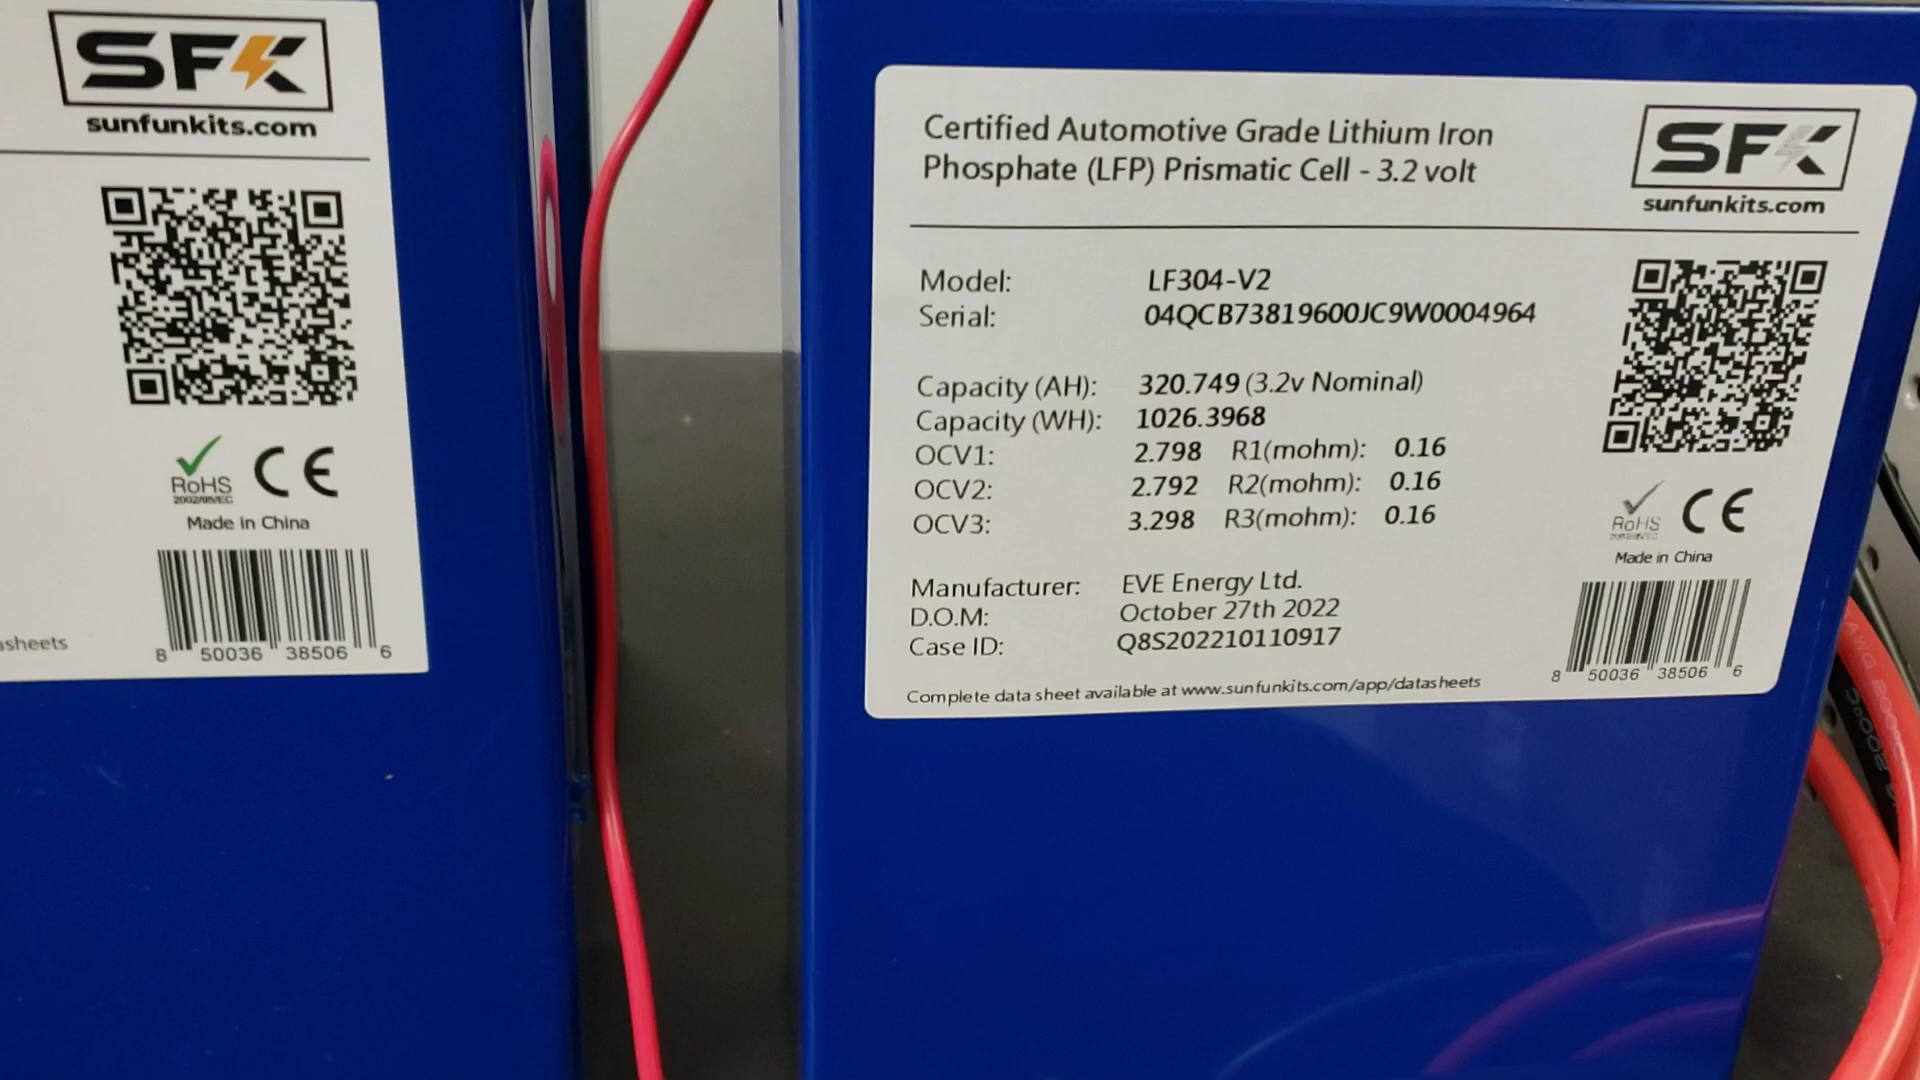 SFK
sunfunkits.com
RoHS
2002/95/EC
CE
Made in China
8 50036 38506 6
asheets
Certified Automotive Grade Lithium Iron
Phosphate (LFP) Prismatic Cell - 3.2 volt
SFK
sunfunkits.com
Model: LF304-V2
Serial: 04QCB73819600JC9W0004964
Capacity (AH): 320.749 (3.2v Nominal)
Capacity (WH): 1026.3968
OCV1: 2.798 R1(mohm): 0.16
OCV2: 2.792 R2(mohm): 0.16
OCV3: 3.298 R3(mohm): 0.16
RoHS
CE
Made in China
Manufacturer: EVE Energy Ltd.
D.O.M: October 27th 2022
Case ID: Q8S202210110917
8 50036 38506 6
Complete data sheet available at www.sunfunkits.com/app/datasheets
AWG 200
200°C